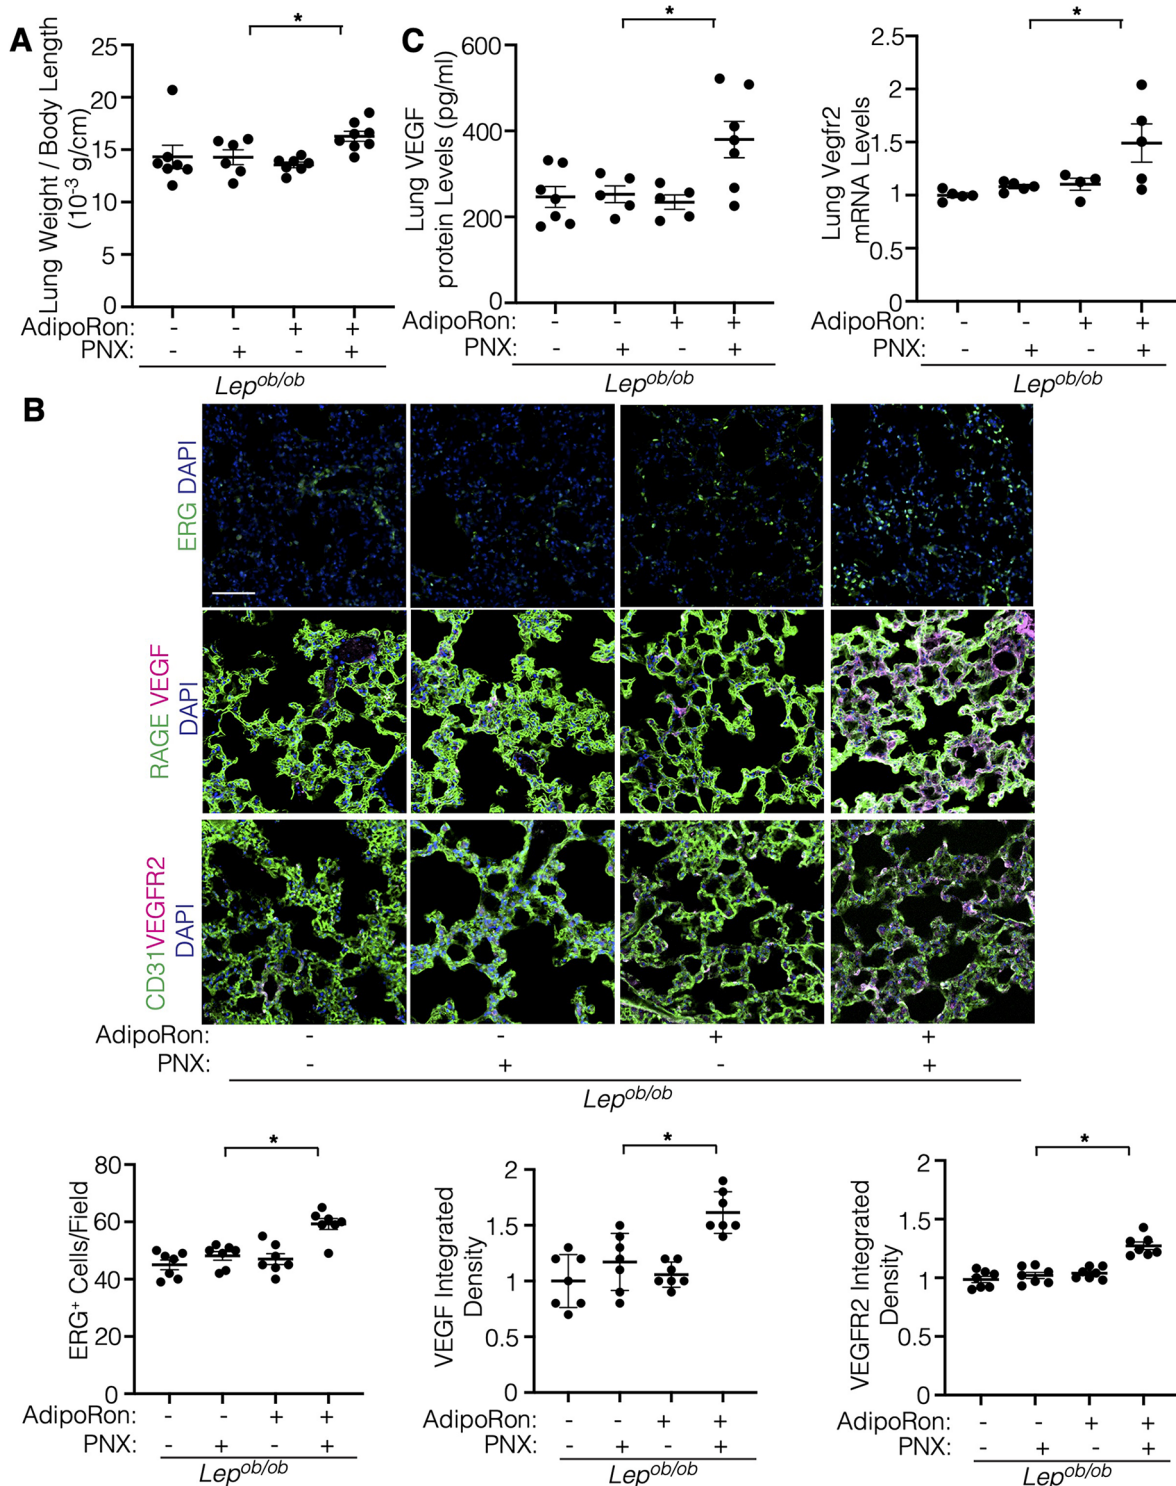 A
Lung Weight / Body Length
(10-3 g/cm)
25
20
15
10
5
0
*
AdipoRon: - - + +
PNX: - + - +
Lepob/ob
C
Lung VEGF
protein Levels (pg/ml)
600
400
200
0
*
AdipoRon: - - + +
PNX: - + - +
Lepob/ob
Lung Vegfr2
mRNA Levels
2.5
2
1.5
1
0.5
0
*
AdipoRon: - - + +
PNX: - + - +
Lepob/ob
B
ERG DAPI
RAGE VEGF
DAPI
CD31VEGFR2
DAPI
AdipoRon: - - + +
PNX: - + - +
Lepob/ob
ERG+ Cells/Field
80
60
40
20
0
*
AdipoRon: - - + +
PNX: - + - +
Lepob/ob
VEGF Integrated
Density
2
1.5
1
0.5
0
*
AdipoRon: - - + +
PNX: - + - +
Lepob/ob
VEGFR2 Integrated
Density
2
1.5
1
0.5
0
*
AdipoRon: - - + +
PNX: - + - +
Lepob/ob